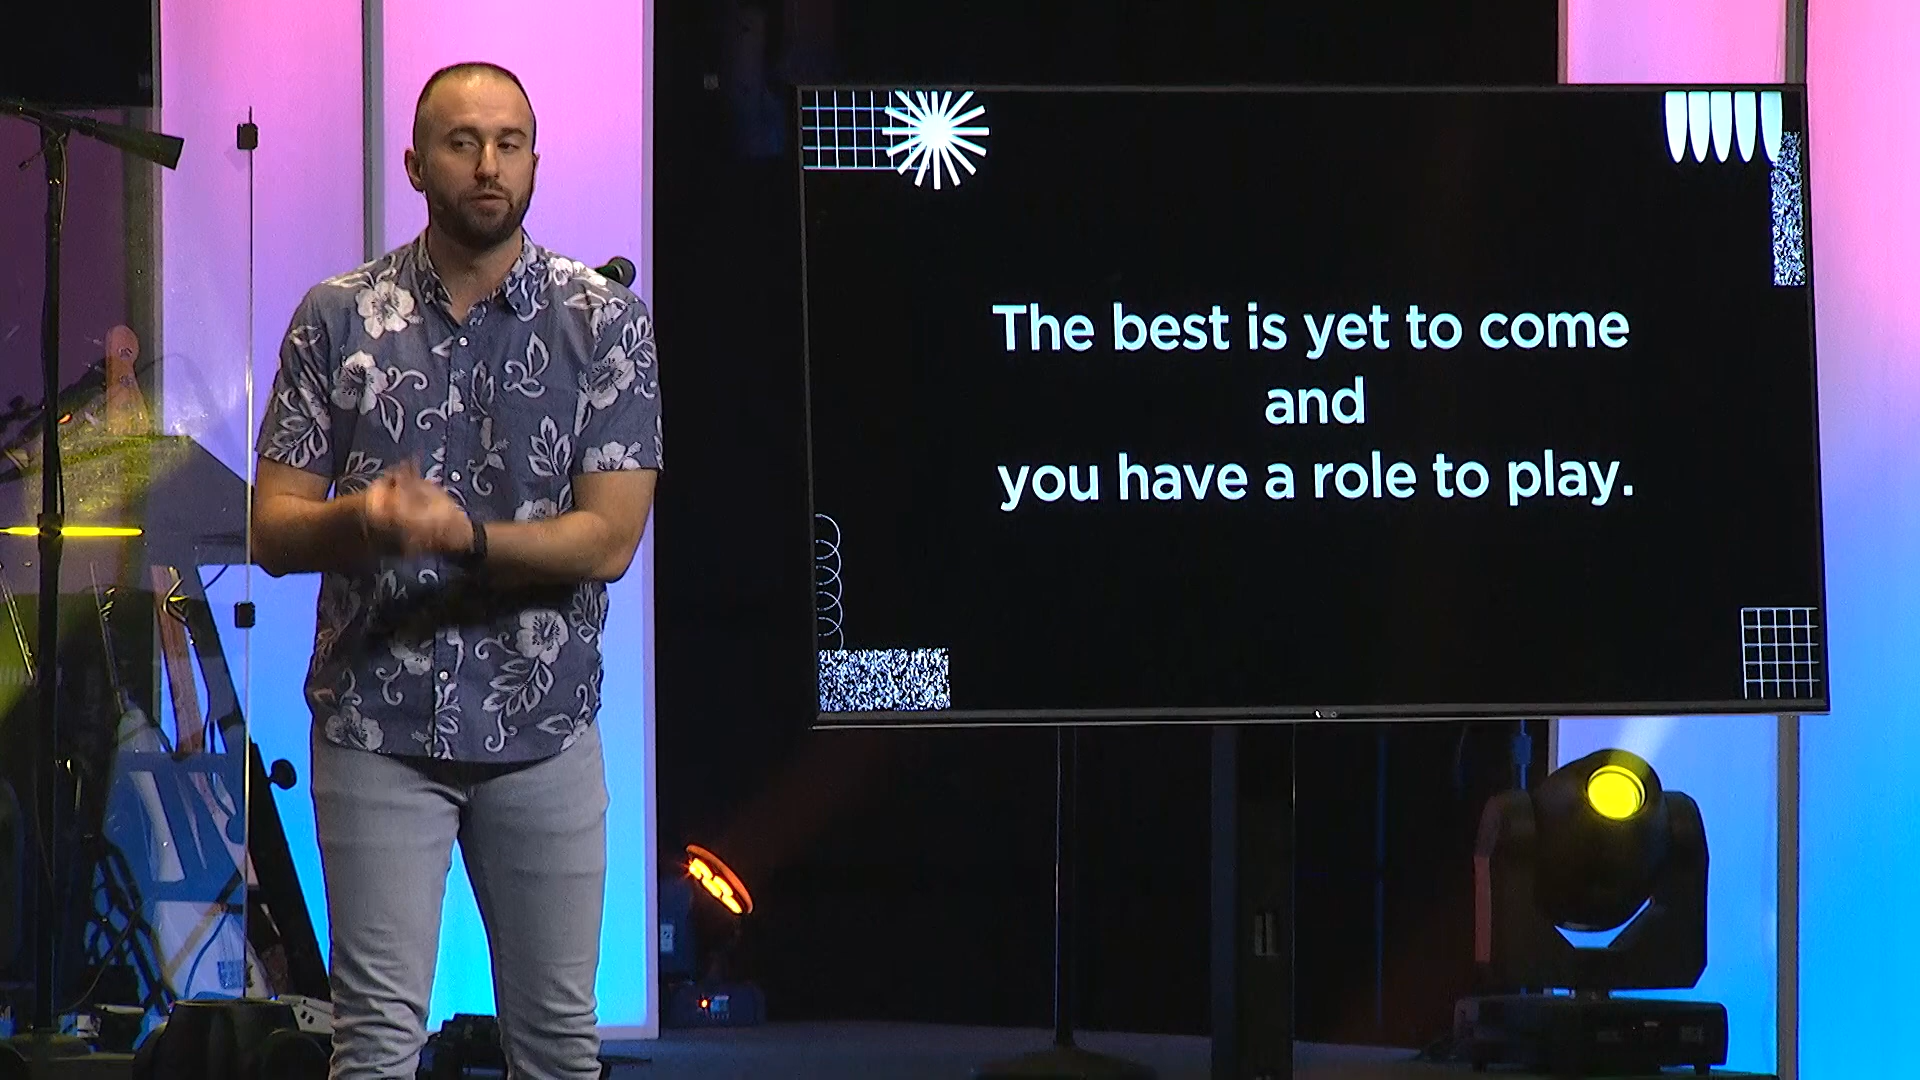 The best is yet to come
and
you have a role to play.